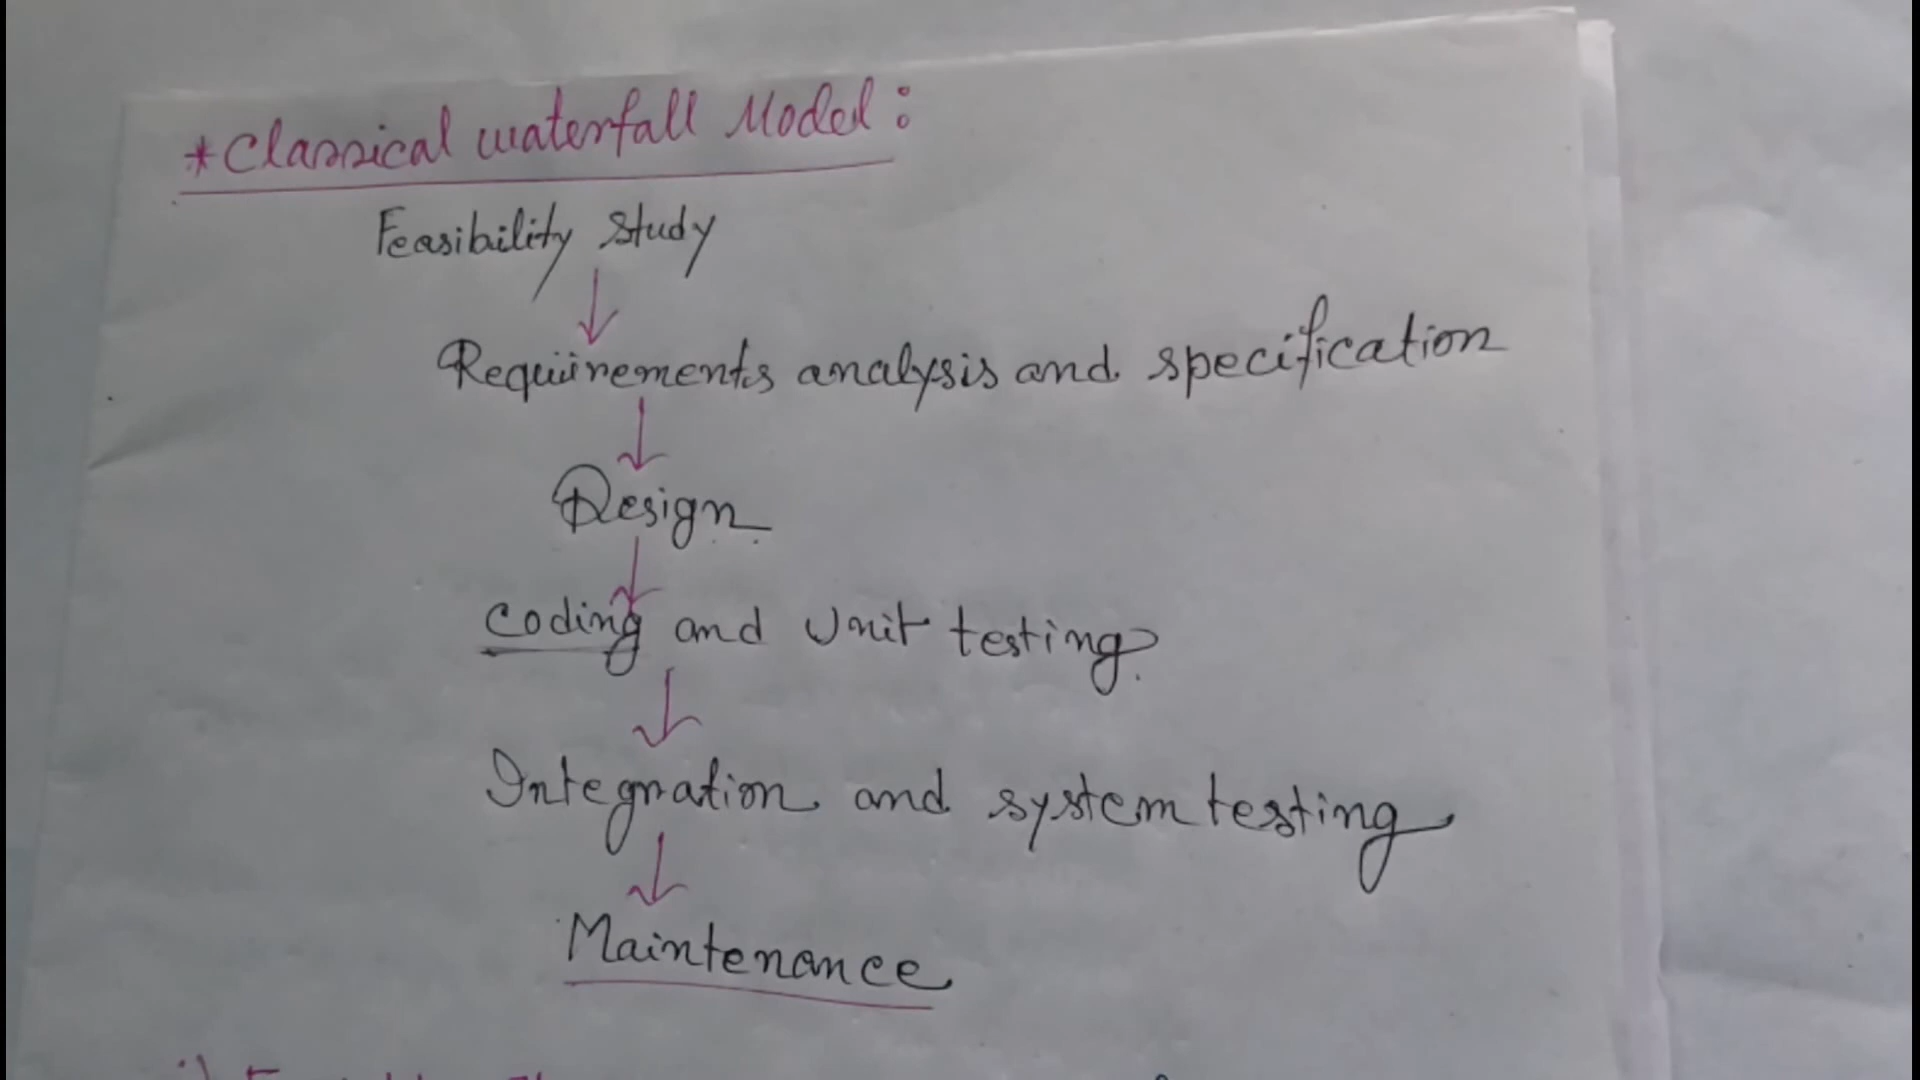 *Classical waterfall Model:
Feasibility study
Requirements analysis and specification
Design
Coding and Unit testing
Integration and system testing
Maintenance